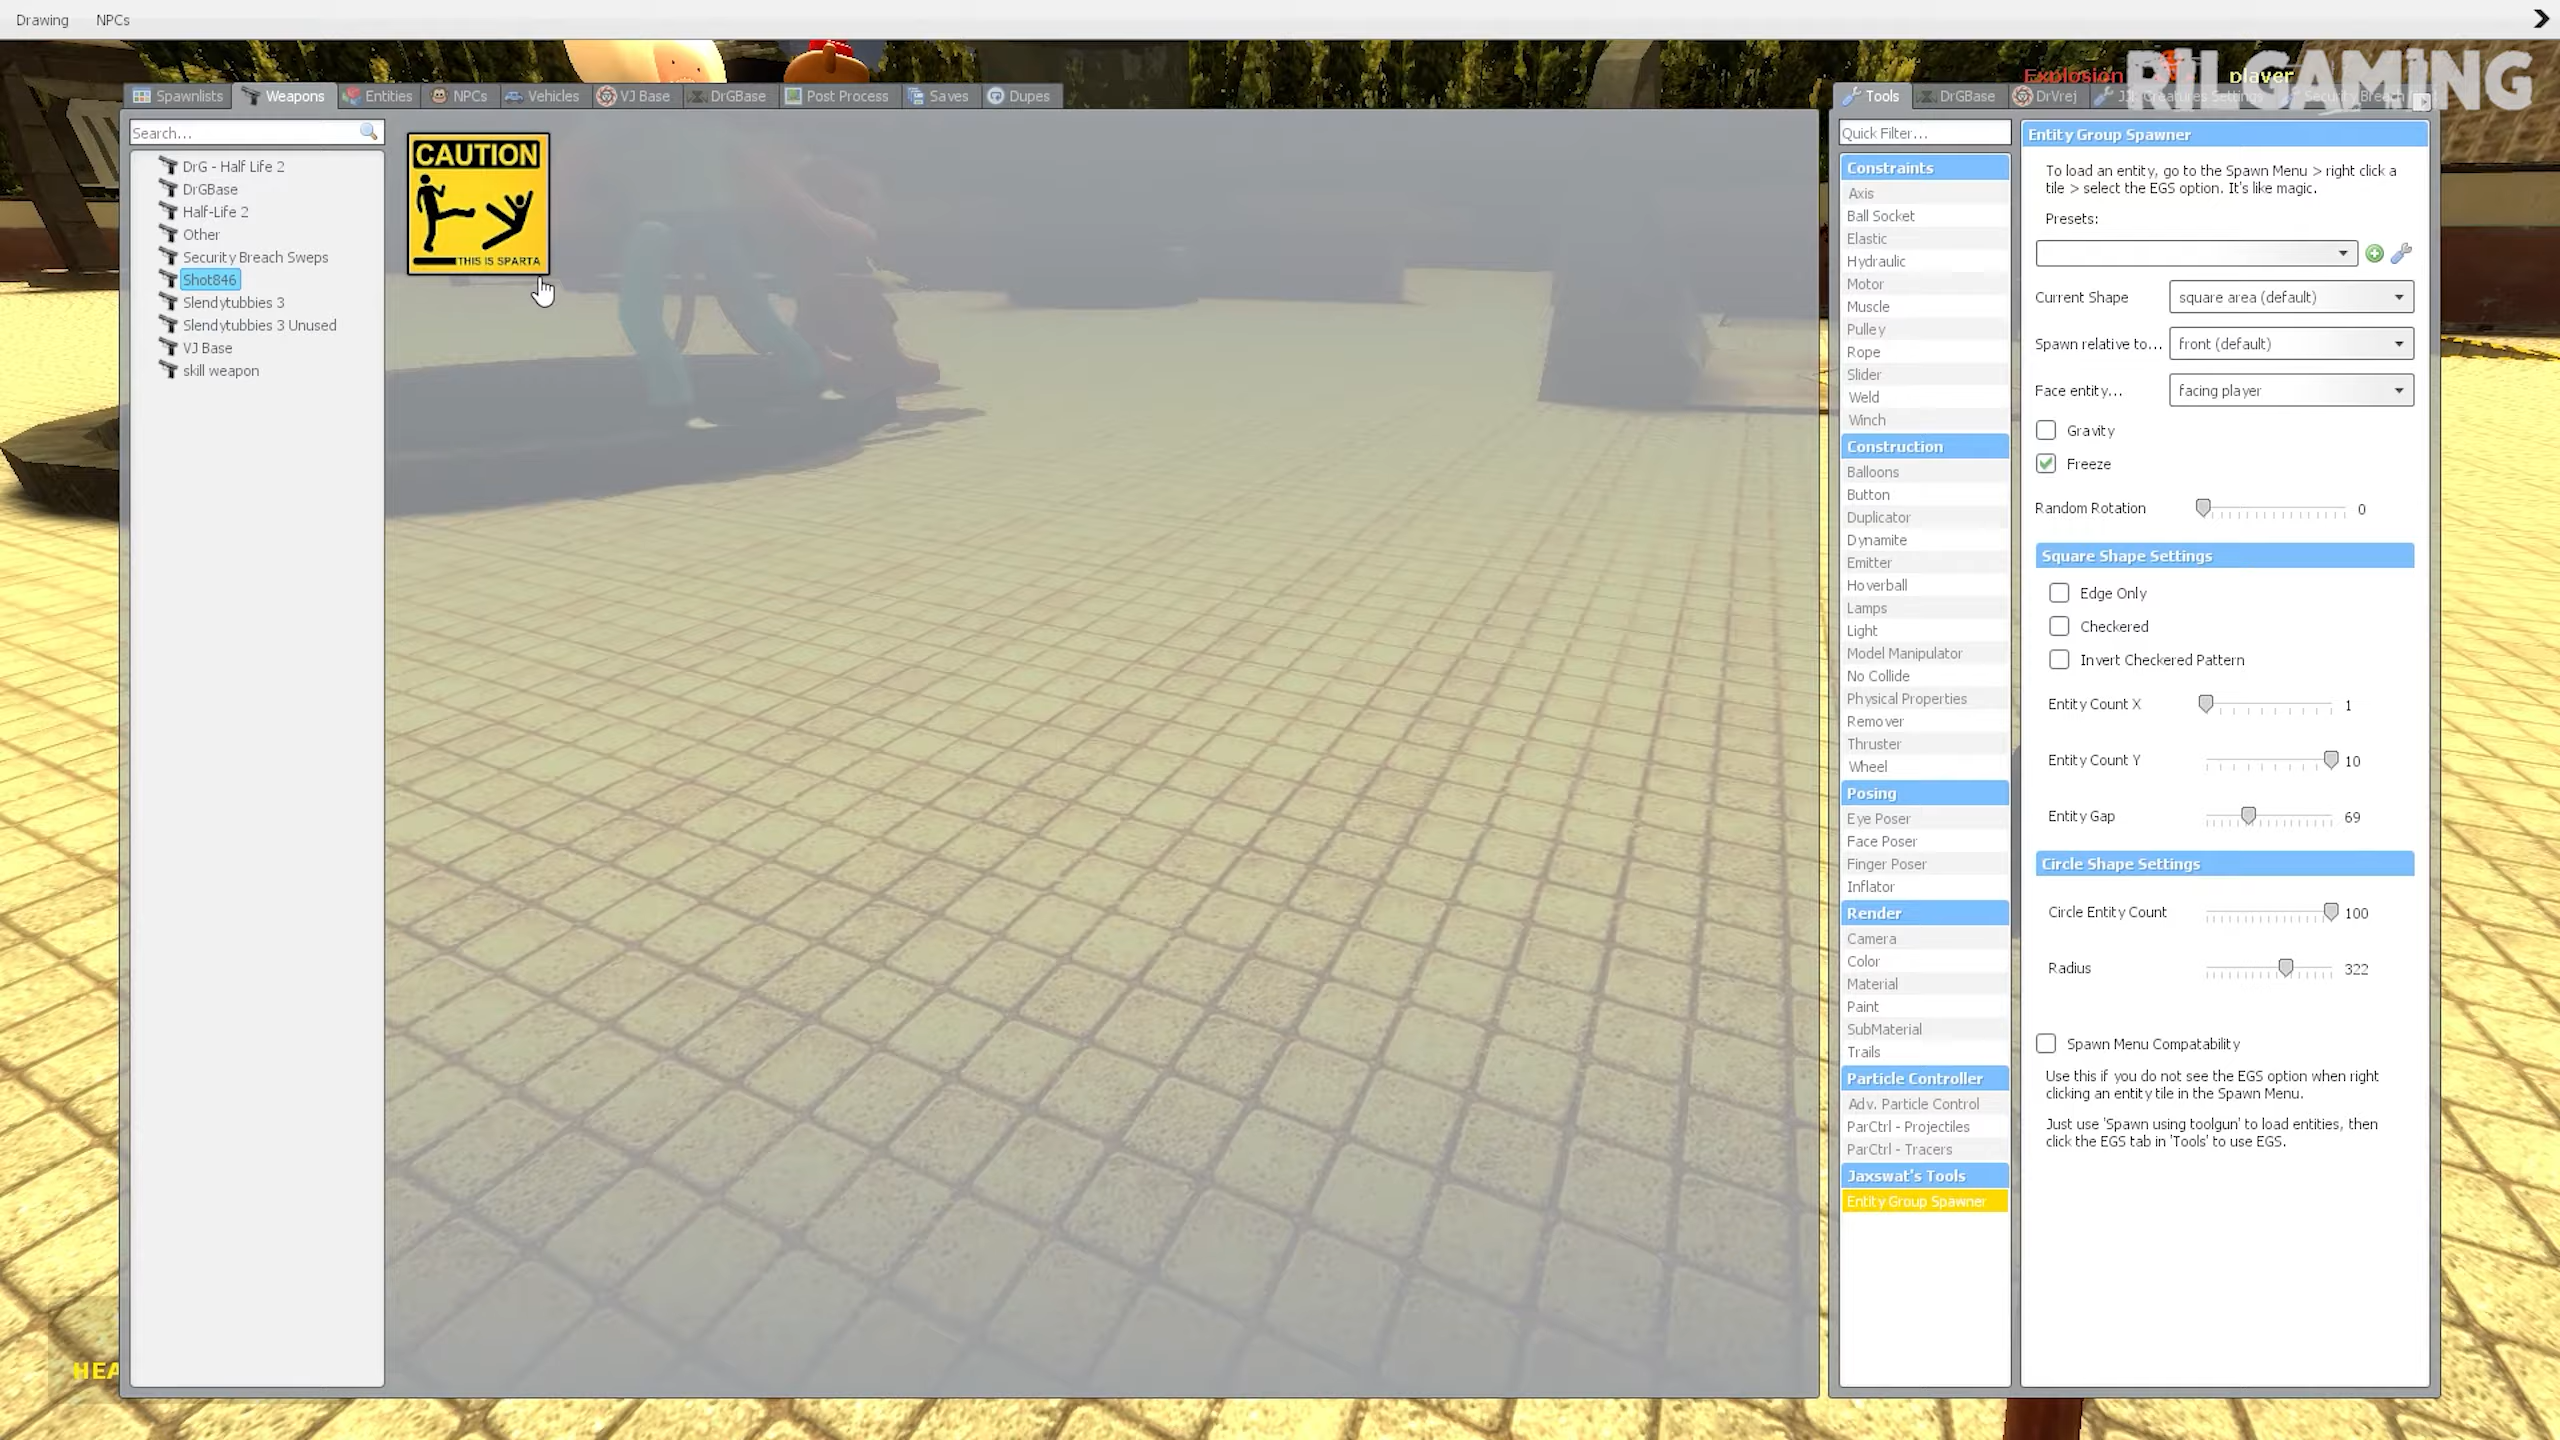 Drawing NPCs
RiL GAMiNG
Explosion player
Spawnlists Weapons Entities NPCs Vehicles VJ Base DrGBase Post Process Saves Dupes
Search...
DrG - Half Life 2
DrGBase
Half-Life 2
Other
Security Breach Sweps
Shot846
Slendytubbies 3
Slendytubbies 3 Unused
VJ Base
skill weapon
CAUTION
THIS IS SPARTA
HEA
Tools DrGBase DrVrej Creatures Settings Security Breach
Quick Filter...
Constraints
Axis
Ball Socket
Elastic
Hydraulic
Motor
Muscle
Pulley
Rope
Slider
Weld
Winch
Construction
Balloons
Button
Duplicator
Dynamite
Emitter
Hoverball
Lamps
Light
Model Manipulator
No Collide
Physical Properties
Remover
Thruster
Wheel
Posing
Eye Poser
Face Poser
Finger Poser
Inflator
Render
Camera
Color
Material
Paint
SubMaterial
Trails
Particle Controller
Adv. Particle Control
ParCtrl - Projectiles
ParCtrl - Tracers
Jaxswat's Tools
Entity Group Spawner
Entity Group Spawner
To load an entity, go to the Spawn Menu > right click a
tile > select the EGS option. It's like magic.
Presets:
Current Shape square area (default)
Spawn relative to... front (default)
Face entity... facing player
Gravity
Freeze
Random Rotation 0
Square Shape Settings
Edge Only
Checkered
Invert Checkered Pattern
Entity Count X 1
Entity Count Y 10
Entity Gap 69
Circle Shape Settings
Circle Entity Count 100
Radius 322
Spawn Menu Compatability
Use this if you do not see the EGS option when right
clicking an entity tile in the Spawn Menu.
Just use 'Spawn using toolgun' to load entities, then
click the EGS tab in 'Tools' to use EGS.